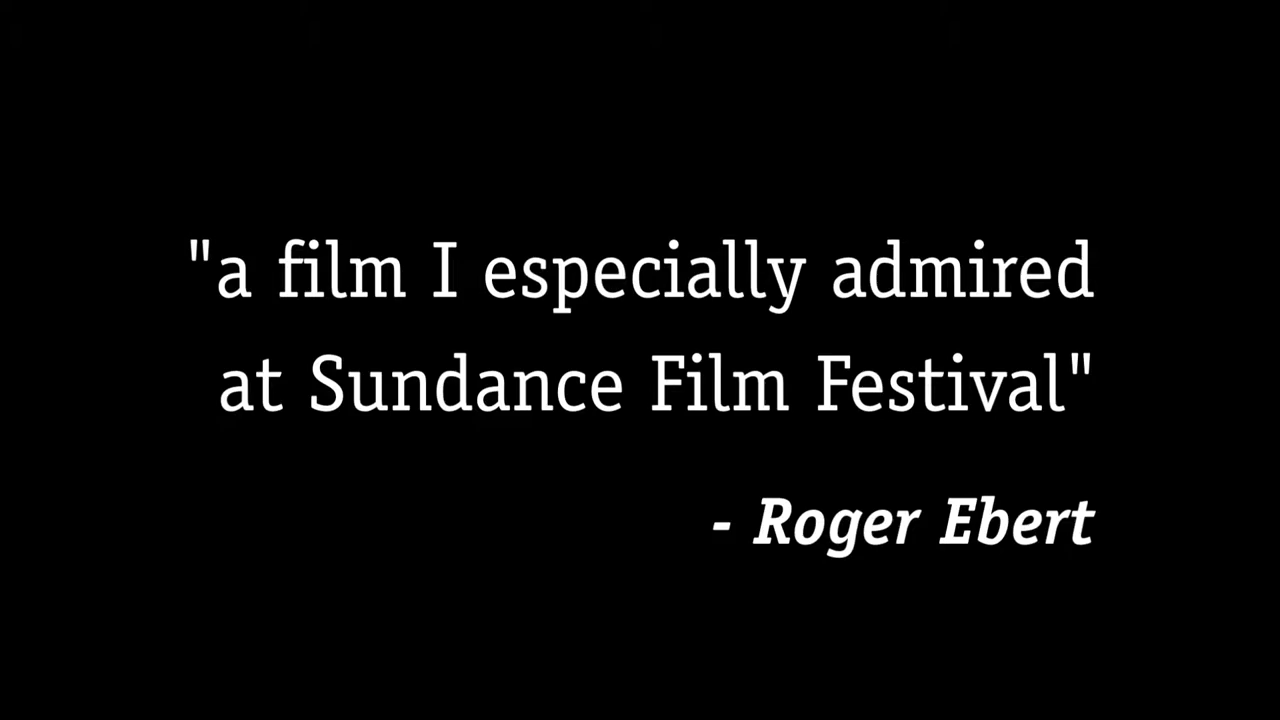 "a film I especially admired
at Sundance Film Festival"
- Roger Ebert